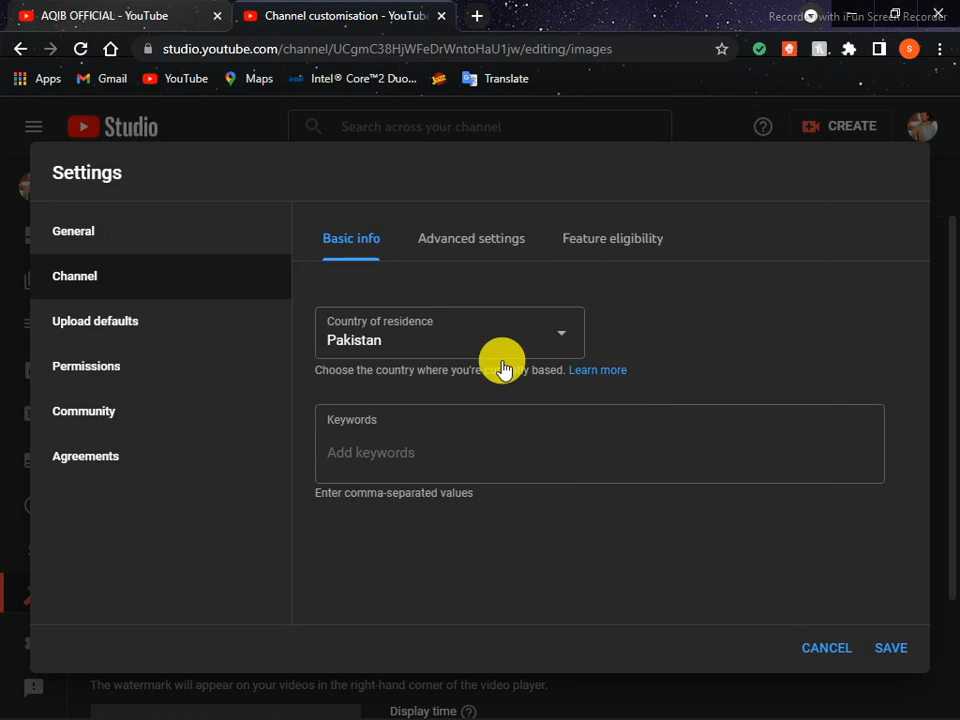 AQIB OFFICIAL - YouTube
Channel customisation - YouTube
Recorded with iFun Screen Recorder
studio.youtube.com/channel/UCgmC38HjWFeDrWntoHaU1jw/editing/images
S
Apps
Gmail
YouTube
Maps
intel
Intel® Core™2 Duo...
Translate
Studio
Search across your channel
CREATE
Settings
General
Basic info
Advanced settings
Feature eligibility
Channel
Upload defaults
Country of residence
Pakistan
Permissions
Choose the country where you're currently based. Learn more
Community
Keywords
Add keywords
Agreements
Enter comma-separated values
CANCEL
SAVE
The watermark will appear on your videos in the right-hand corner of the video player.
Display time